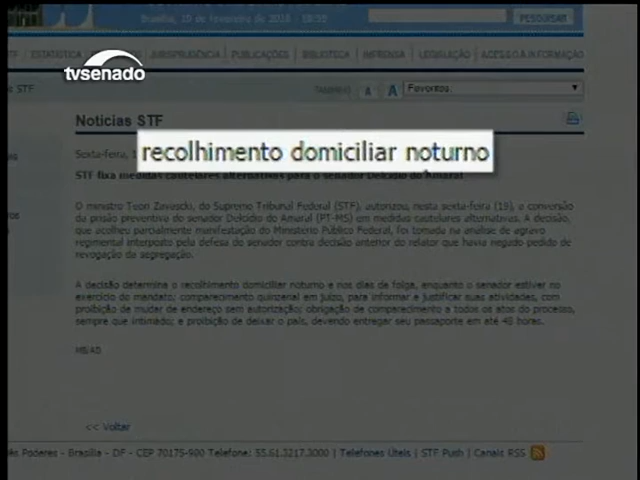 Brasília, 19 de fevereiro de 2016 - 18:59
PESQUISAR
ESTATÍSTICA JURISPRUDÊNCIA PUBLICAÇÕES BIBLIOTECA IMPRENSA LEGISLAÇÃO ACESSO À INFORMAÇÃO
tvsenado
STF TAMANHO A A Favoritos
Notícias STF
recolhimento domiciliar noturno
Sexta-feira, 1
STF fixa medidas cautelares alternativas para o senador Delcídio do Amaral
O ministro Teori Zavascki, do Supremo Tribunal Federal (STF), autorizou, nesta sexta-feira (19), a conversão
da prisão preventiva do senador Delcídio do Amaral (PT-MS) em medidas cautelares alternativas. A decisão,
que acolheu parcialmente manifestação do Ministério Público Federal, foi tomada na análise de agravo
regimental interposto pela defesa do senador contra decisão anterior do relator que havia negado pedido de
revogação da segregação.
A decisão determina o recolhimento domiciliar noturno e nos dias de folga, enquanto o senador estiver no
exercício do mandato; comparecimento quinzenal em juízo, para informar e justificar suas atividades, com
proibição de mudar de endereço sem autorização; obrigação de comparecimento a todos os atos do processo,
sempre que intimado; e proibição de deixar o país, devendo entregar seu passaporte em até 48 horas.
<< Voltar
ês Poderes - Brasília - DF - CEP 70175-900 Telefone: 55.61.3217.3000 | Telefones Úteis | STF Push | Canais RSS